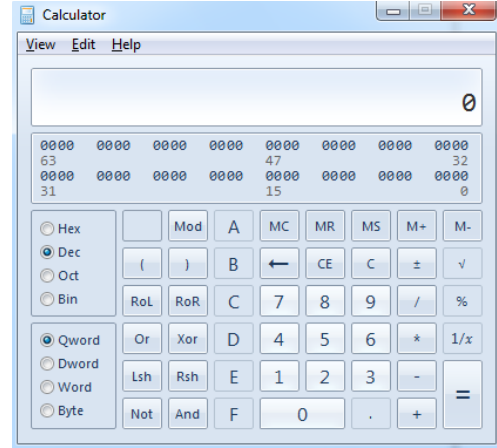 Calculator
View Edit Help
0
0000 0000 0000 0000 0000 0000 0000 0000
63 47 32
0000 0000 0000 0000 0000 0000 0000 0000
31 15 0
Hex Mod A MC MR MS M+ M-
Dec ( ) B ← CE C ± √
Oct
Bin RoL RoR C 7 8 9 / %
Qword Or Xor D 4 5 6 * 1/x
Dword
Word Lsh Rsh E 1 2 3 - =
Byte Not And F 0 . +